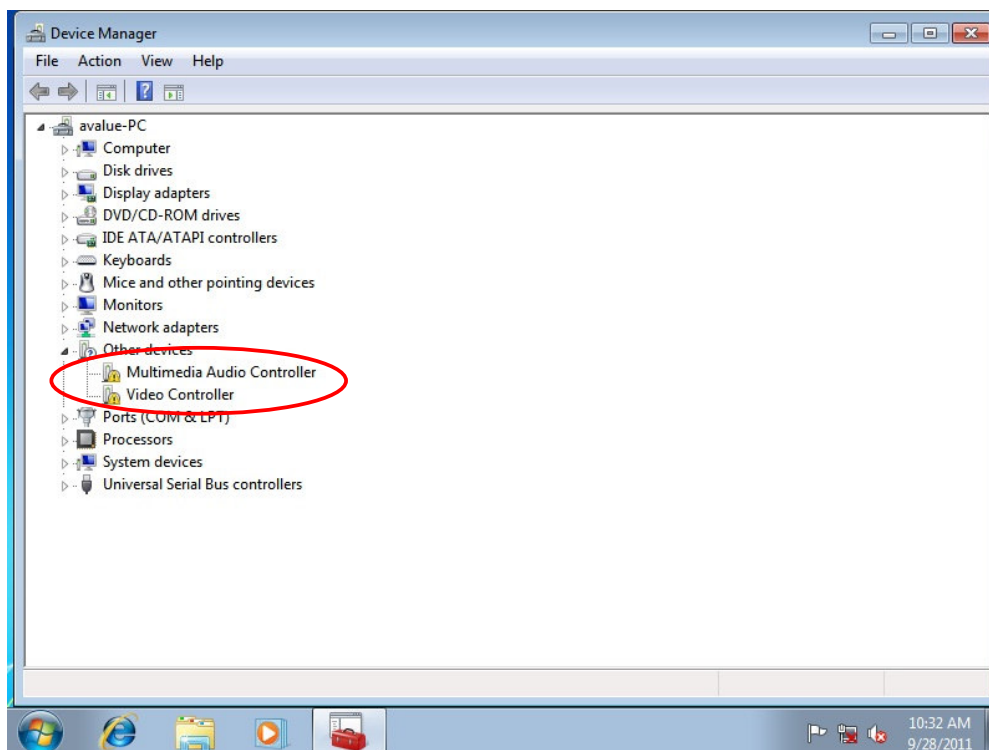 Device Manager
File Action View Help
avalue-PC
Computer
Disk drives
Display adapters
DVD/CD-ROM drives
IDE ATA/ATAPI controllers
Keyboards
Mice and other pointing devices
Monitors
Network adapters
Other devices
Multimedia Audio Controller
Video Controller
Ports (COM & LPT)
Processors
System devices
Universal Serial Bus controllers
10:32 AM
9/28/2011